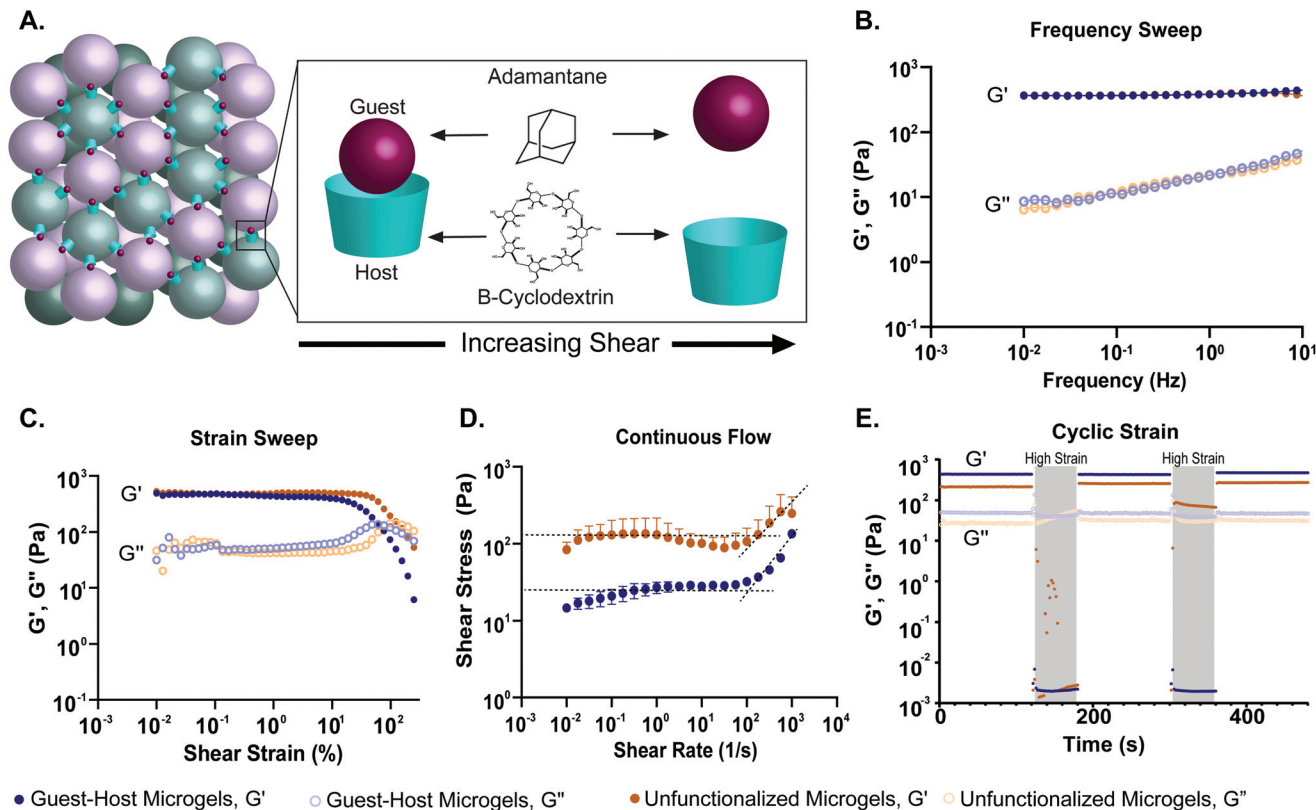 A.
Adamantane
Guest
Host
B-Cyclodextrin
Increasing Shear
B.
Frequency Sweep
G', G" (Pa)
10³
10²
10¹
10⁰
10⁻¹
G'
G"
10⁻³ 10⁻² 10⁻¹ 10⁰ 10¹
Frequency (Hz)
C.
Strain Sweep
G', G" (Pa)
10³
10²
10¹
10⁰
10⁻¹
G'
G"
10⁻³ 10⁻² 10⁻¹ 10⁰ 10¹ 10²
Shear Strain (%)
D.
Continuous Flow
Shear Stress (Pa)
10³
10²
10¹
10⁰
10⁻³ 10⁻² 10⁻¹ 10⁰ 10¹ 10² 10³
Shear Rate (1/s)
E.
Cyclic Strain
High Strain High Strain
G', G" (Pa)
10³
10²
10¹
10⁰
10⁻¹
10⁻²
10⁻³
G'
G"
0 200 400
Time (s)
Guest-Host Microgels, G' Guest-Host Microgels, G" Unfunctionalized Microgels, G' Unfunctionalized Microgels, G”